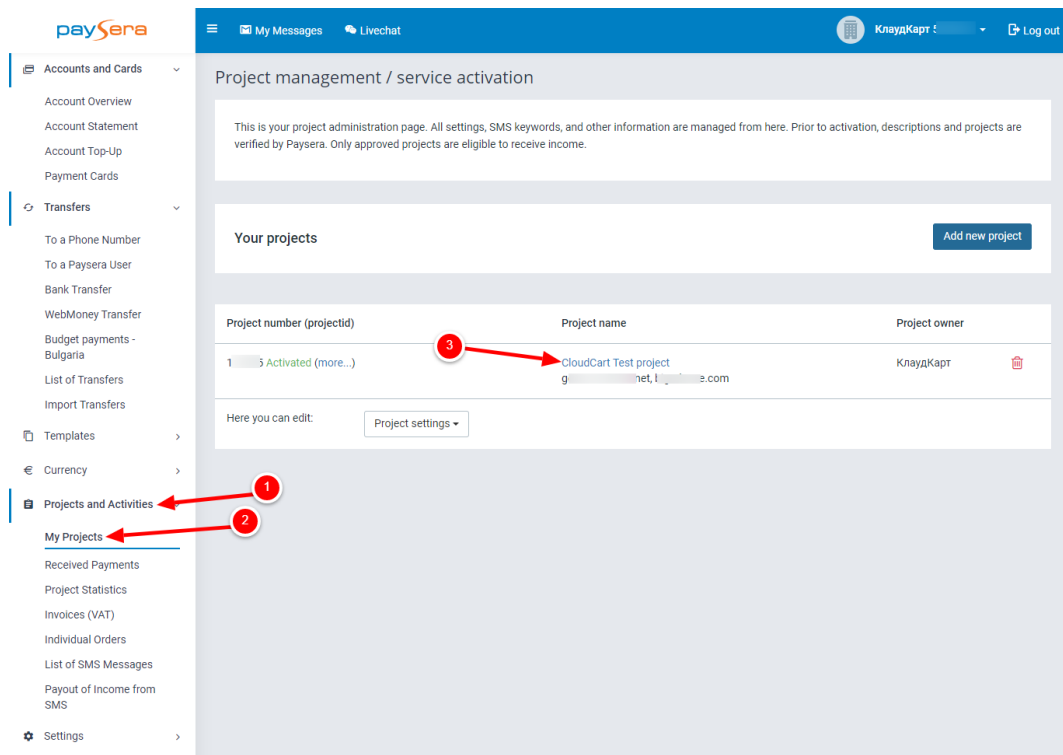 paysera
My Messages
Livechat
КлаудКарт
Log out
Accounts and Cards
Account Overview
Account Statement
Account Top-Up
Payment Cards
Transfers
To a Phone Number
To a Paysera User
Bank Transfer
WebMoney Transfer
Budget payments -
Bulgaria
List of Transfers
Import Transfers
Templates
Currency
Projects and Activities
My Projects
Received Payments
Project Statistics
Invoices (VAT)
Individual Orders
List of SMS Messages
Payout of Income from
SMS
Settings
Project management / service activation
This is your project administration page. All settings, SMS keywords, and other information are managed from here. Prior to activation, descriptions and projects are
verified by Paysera. Only approved projects are eligible to receive income.
Your projects
Add new project
Project number (projectid)
Project name
Project owner
Activated (more...)
CloudCart Test project
КлаудКарт
Here you can edit:
Project settings
1
2
3